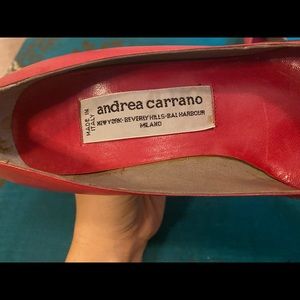 MADE IN
ITALY
andrea carrano
NEW YORK-BEVERLY HILLS-BAL HARBOUR
MILANO